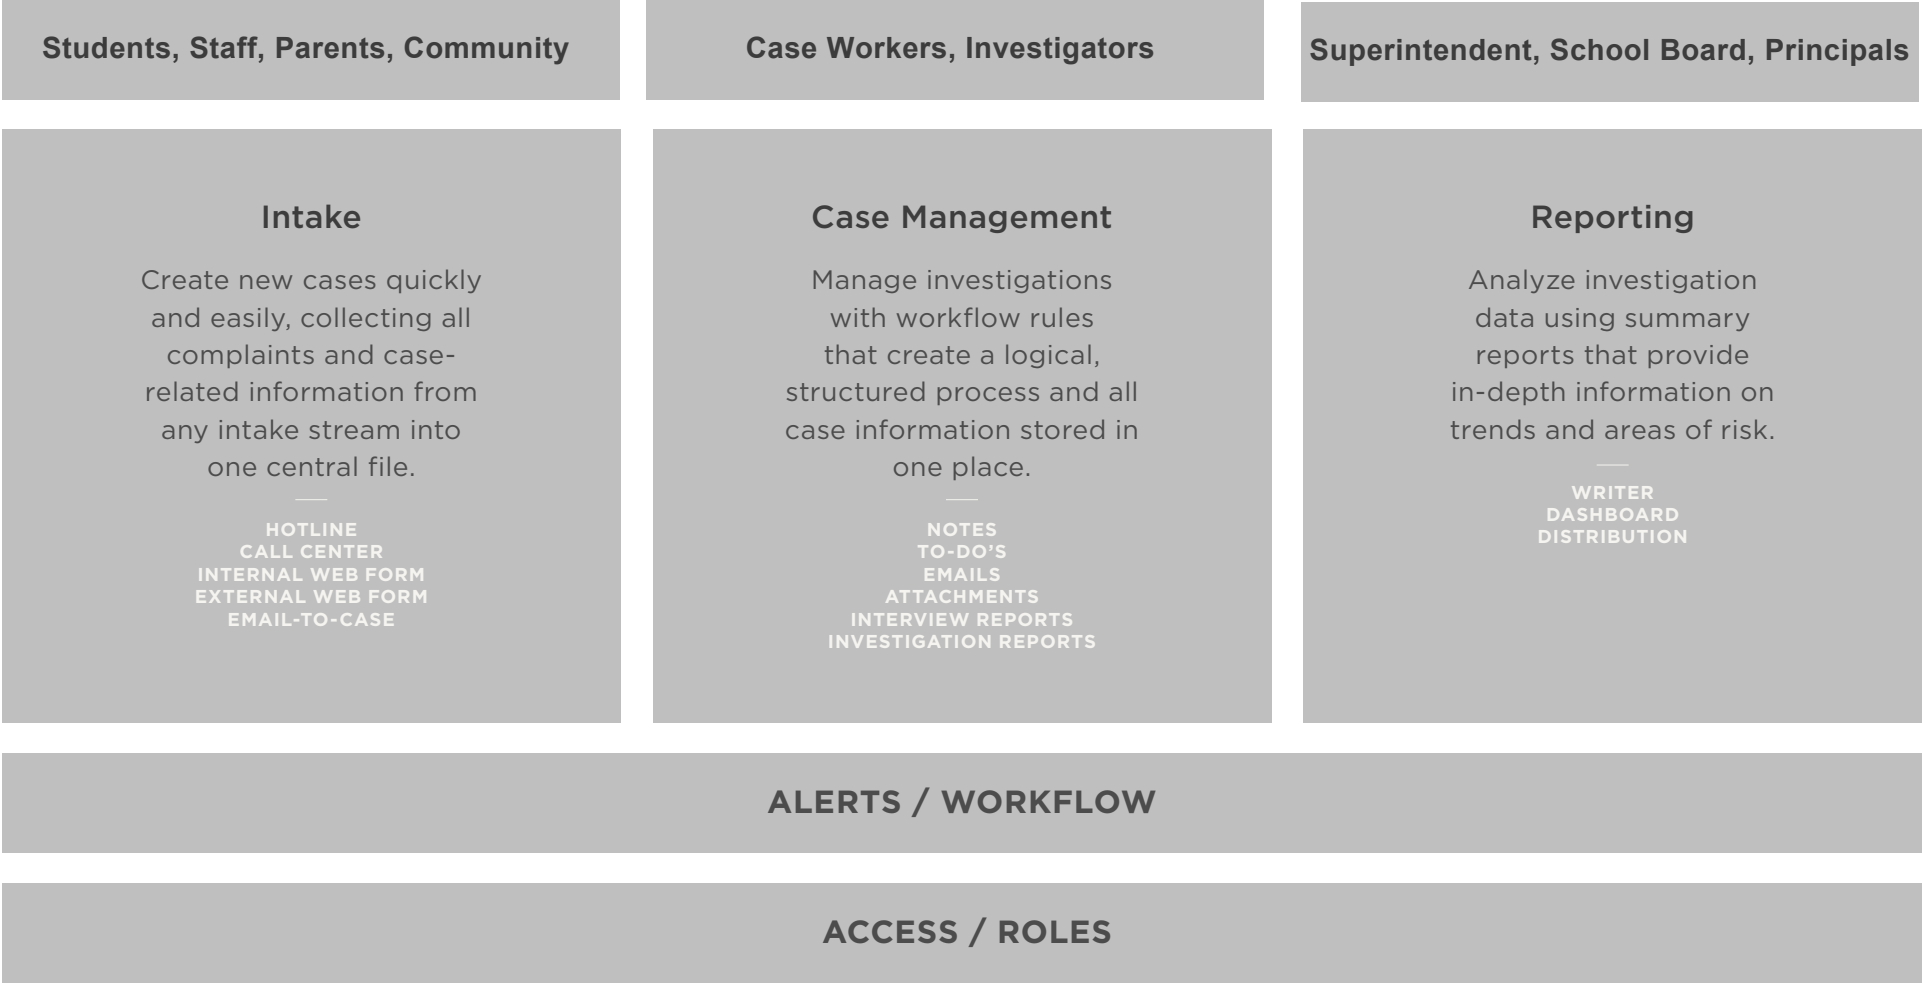 Students, Staff, Parents, Community
Case Workers, Investigators
Superintendent, School Board, Principals
Intake
Create new cases quickly
and easily, collecting all
complaints and case-
related information from
any intake stream into
one central file.
HOTLINE
CALL CENTER
INTERNAL WEB FORM
EXTERNAL WEB FORM
EMAIL-TO-CASE
Case Management
Manage investigations
with workflow rules
that create a logical,
structured process and all
case information stored in
one place.
NOTES
TO-DO’S
EMAILS
ATTACHMENTS
INTERVIEW REPORTS
INVESTIGATION REPORTS
Reporting
Analyze investigation
data using summary
reports that provide
in-depth information on
trends and areas of risk.
WRITER
DASHBOARD
DISTRIBUTION
ALERTS / WORKFLOW
ACCESS / ROLES